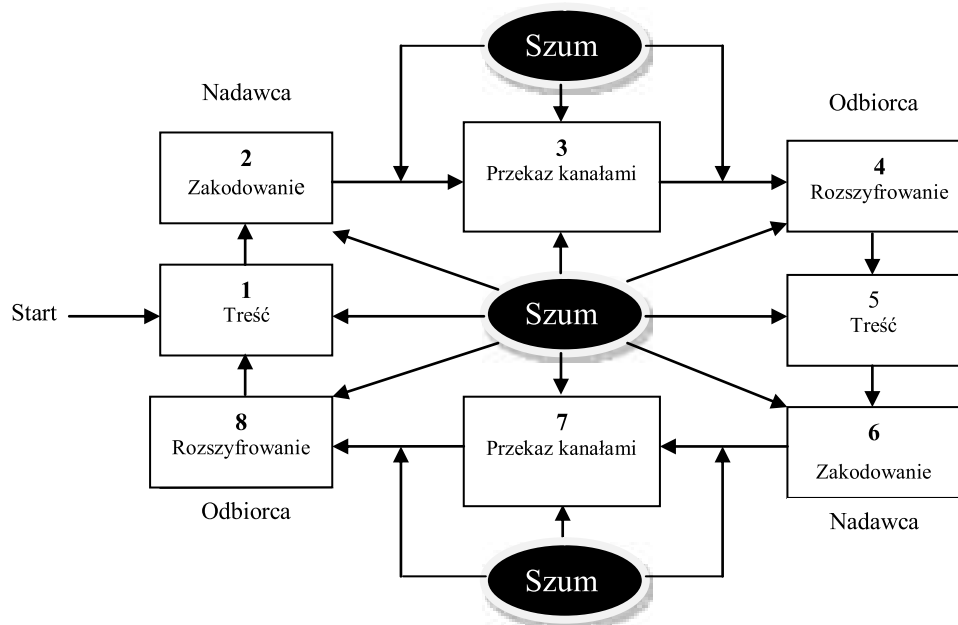 Szum
Nadawca
Odbiorca
2
Zakodowanie
3
Przekaz kanałami
4
Rozszyfrowanie
Start
1
Treść
Szum
5
Treść
8
Rozszyfrowanie
7
Przekaz kanałami
6
Zakodowanie
Odbiorca
Nadawca
Szum